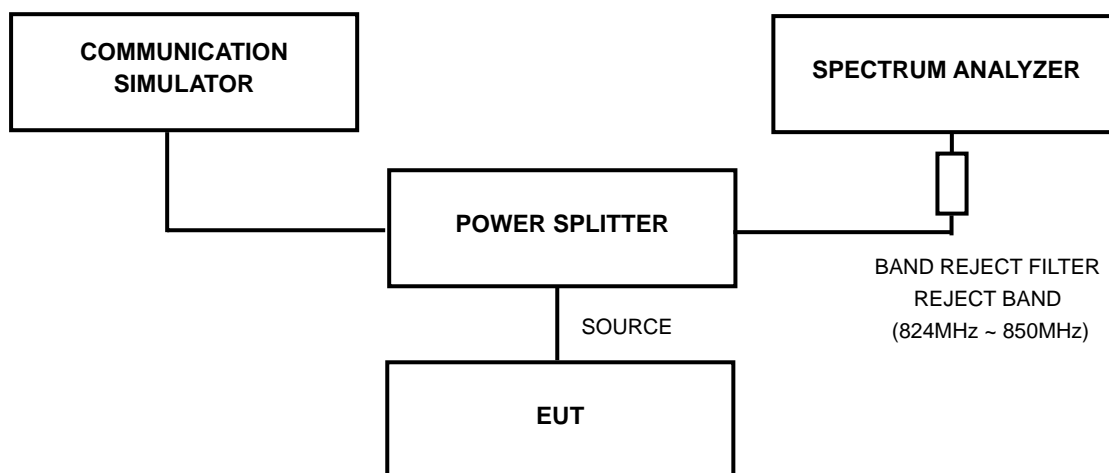 COMMUNICATION
SIMULATOR
SPECTRUM ANALYZER
POWER SPLITTER
BAND REJECT FILTER
REJECT BAND
(824MHz ~ 850MHz)
SOURCE
EUT